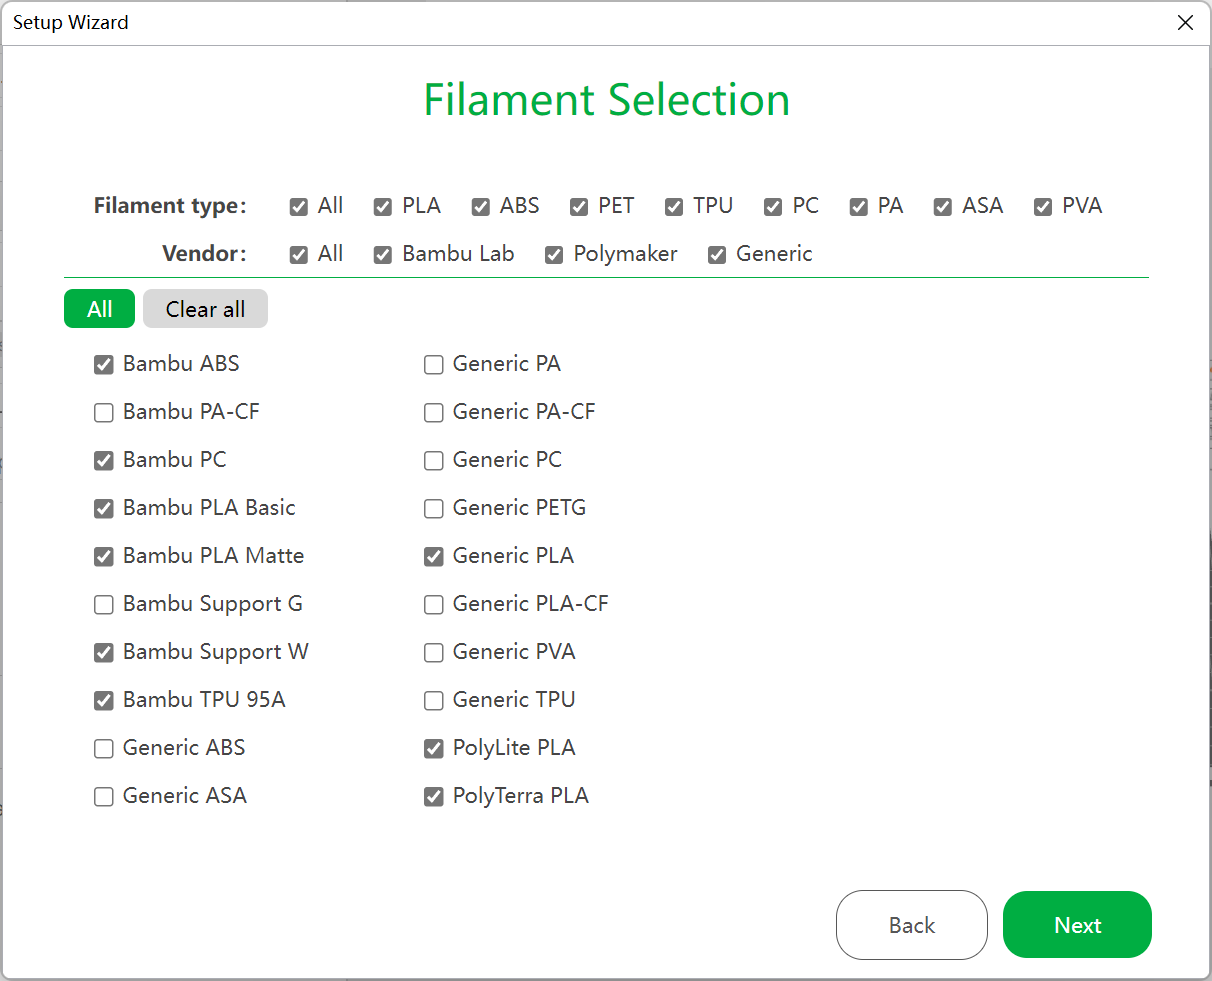 Setup Wizard
Filament Selection
Filament type: All PLA ABS PET TPU PC PA ASA PVA
Vendor: All Bambu Lab Polymaker Generic
All Clear all
Bambu ABS Generic PA
Bambu PA-CF Generic PA-CF
Bambu PC Generic PC
Bambu PLA Basic Generic PETG
Bambu PLA Matte Generic PLA
Bambu Support G Generic PLA-CF
Bambu Support W Generic PVA
Bambu TPU 95A Generic TPU
Generic ABS PolyLite PLA
Generic ASA PolyTerra PLA
Back Next